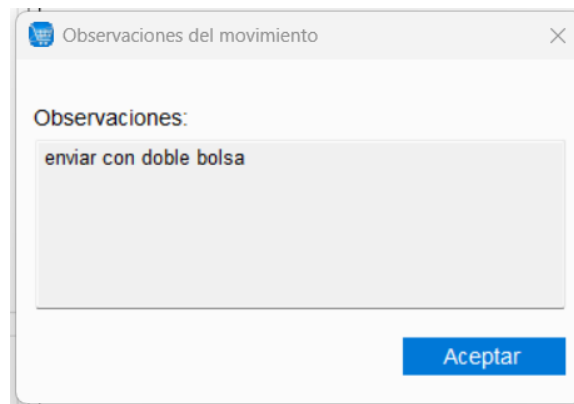 Observaciones del movimiento
Observaciones:
enviar con doble bolsa
Aceptar